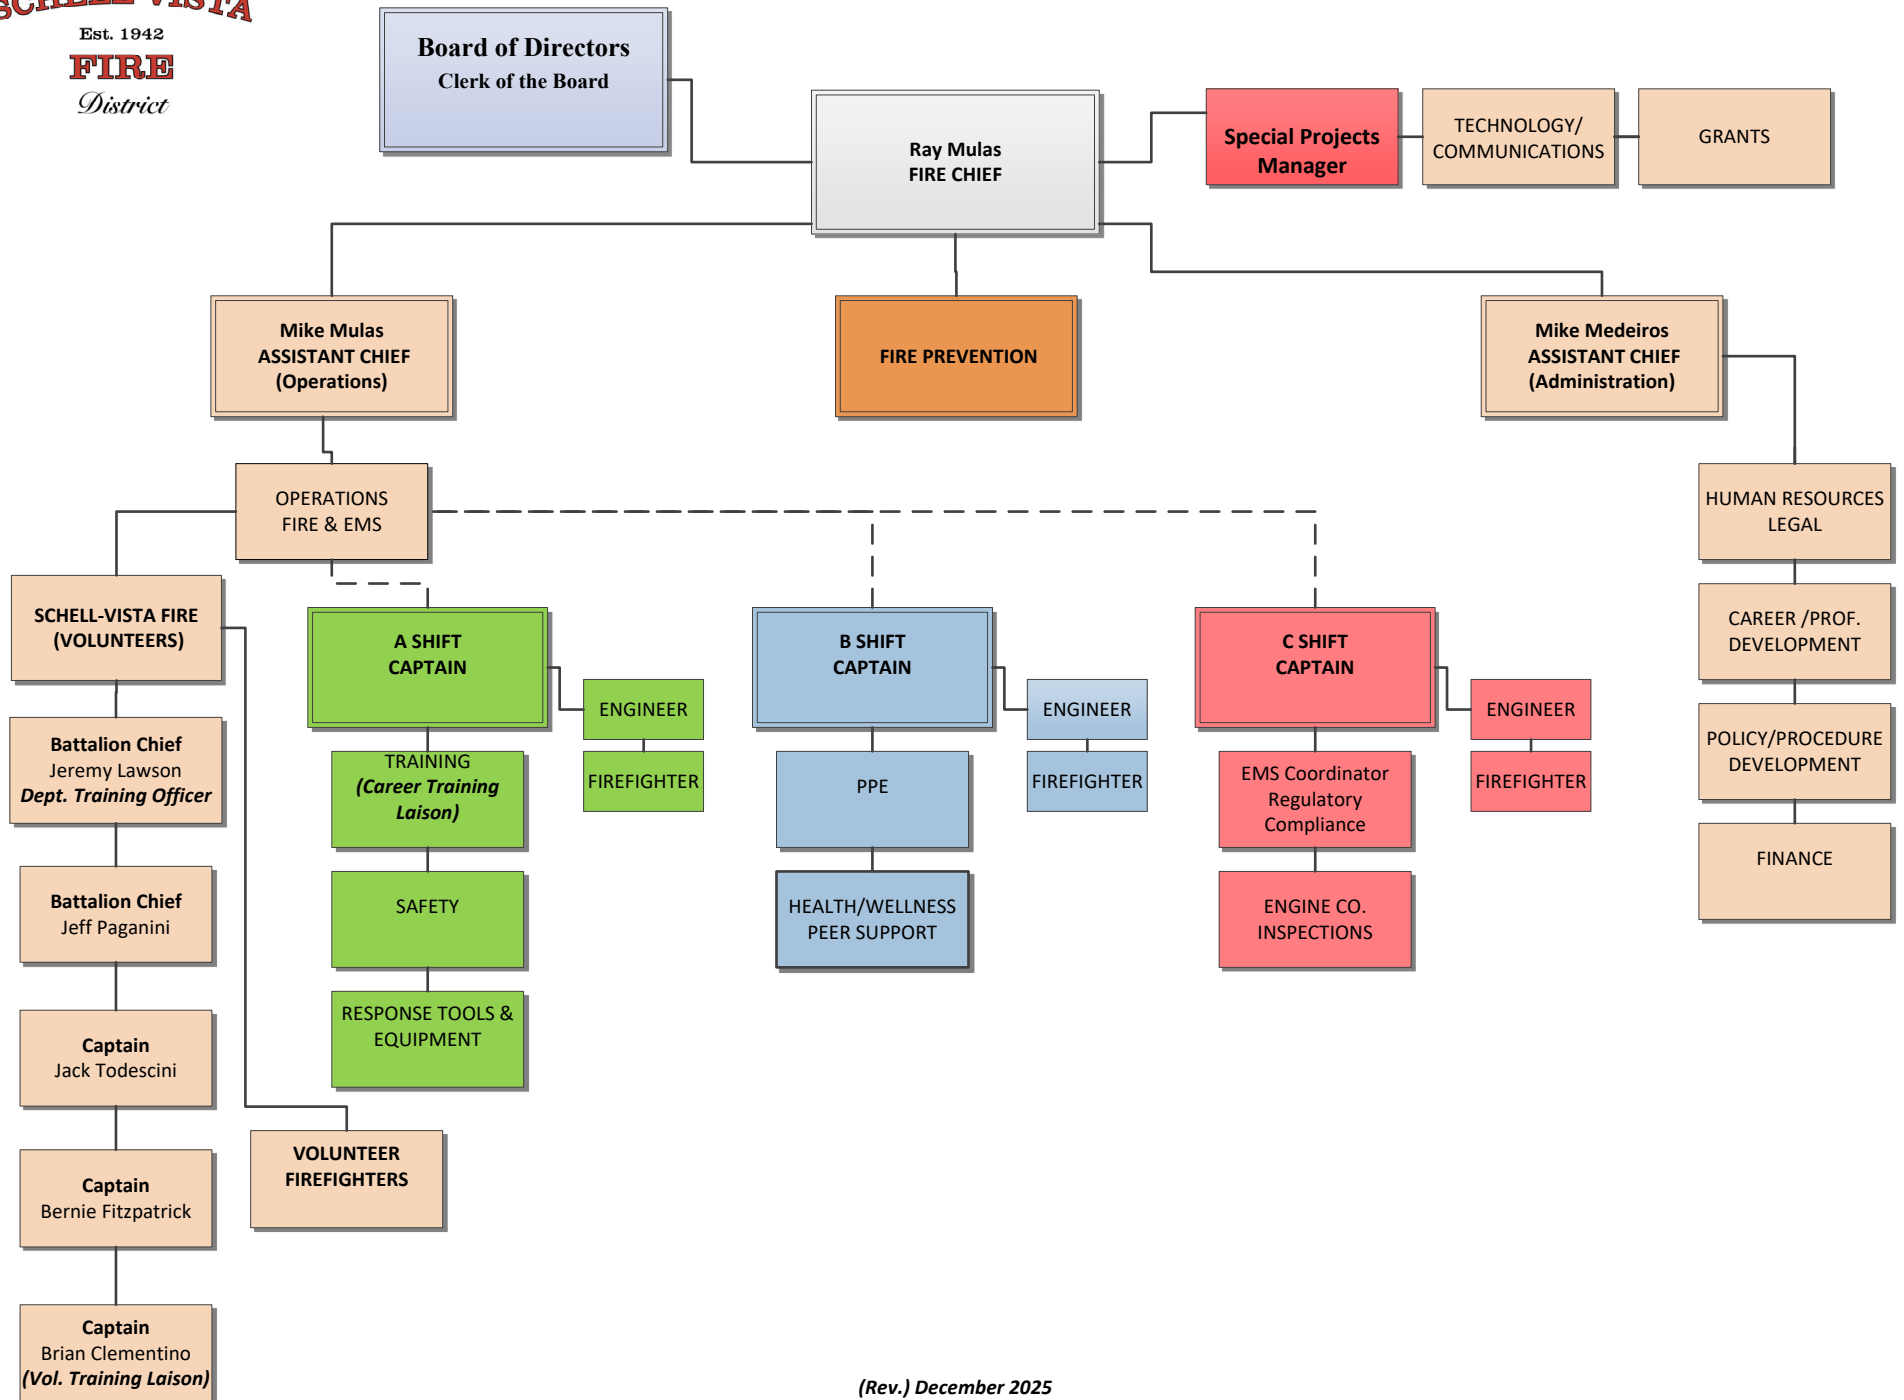 SCHELL-VISTA
Est. 1942
FIRE
District
Board of Directors
Clerk of the Board
Ray Mulas
FIRE CHIEF
Special Projects
Manager
TECHNOLOGY/
COMMUNICATIONS
GRANTS
Mike Mulas
ASSISTANT CHIEF
(Operations)
FIRE PREVENTION
Mike Medeiros
ASSISTANT CHIEF
(Administration)
OPERATIONS
FIRE & EMS
HUMAN RESOURCES
LEGAL
SCHELL-VISTA FIRE
(VOLUNTEERS)
A SHIFT
CAPTAIN
ENGINEER
FIREFIGHTER
B SHIFT
CAPTAIN
ENGINEER
FIREFIGHTER
C SHIFT
CAPTAIN
ENGINEER
FIREFIGHTER
CAREER /PROF.
DEVELOPMENT
Battalion Chief
Jeremy Lawson
Dept. Training Officer
TRAINING
(Career Training
Laison)
PPE
EMS Coordinator
Regulatory
Compliance
POLICY/PROCEDURE
DEVELOPMENT
Battalion Chief
Jeff Paganini
SAFETY
HEALTH/WELLNESS
PEER SUPPORT
ENGINE CO.
INSPECTIONS
FINANCE
Captain
Jack Todescini
RESPONSE TOOLS &
EQUIPMENT
Captain
Bernie Fitzpatrick
VOLUNTEER
FIREFIGHTERS
Captain
Brian Clementino
(Vol. Training Laison)
(Rev.) December 2025